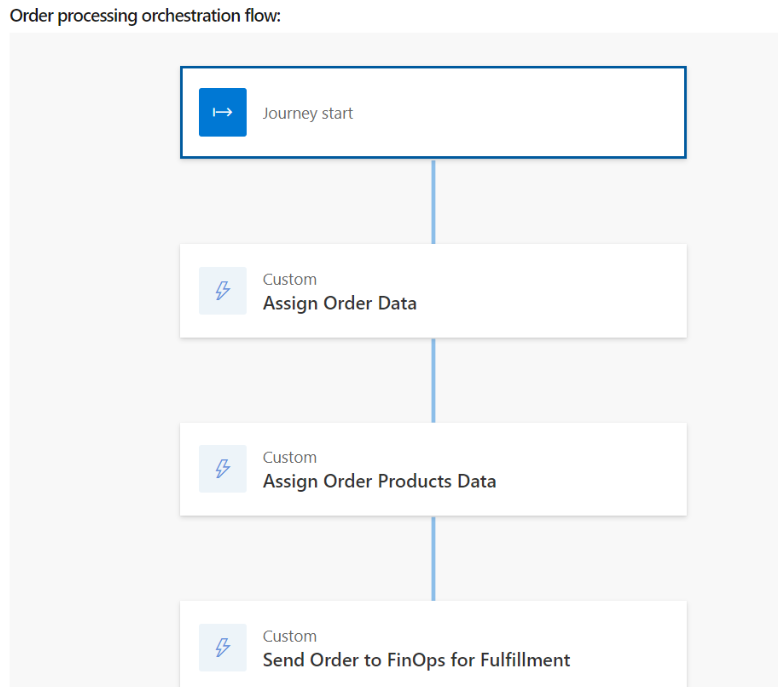 Order processing orchestration flow:
Journey start
Custom
Assign Order Data
Custom
Assign Order Products Data
Custom
Send Order to FinOps for Fulfillment